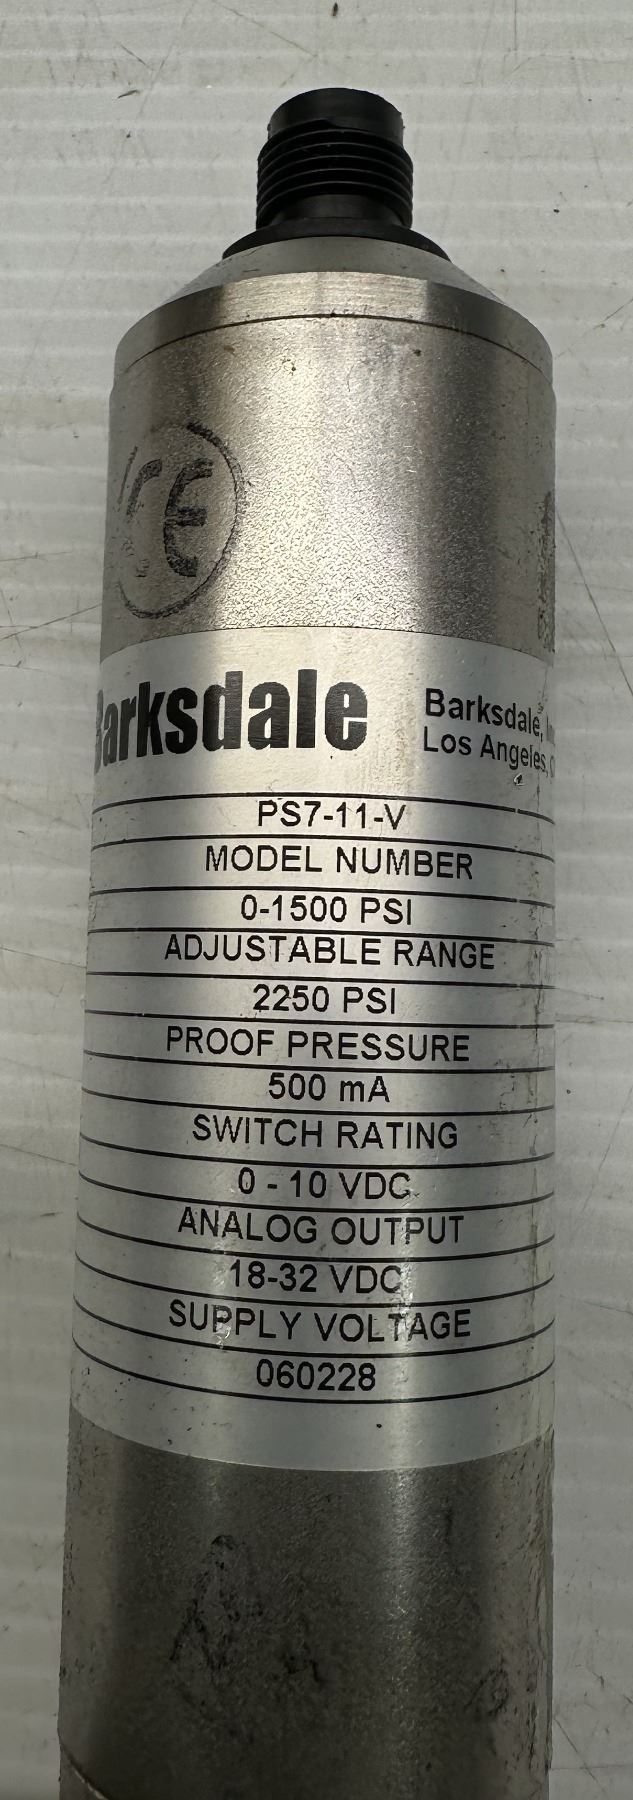 CE
Barksdale
Barksdale,
Los Angeles,
PS7-11-V
MODEL NUMBER
0-1500 PSI
ADJUSTABLE RANGE
2250 PSI
PROOF PRESSURE
500 mA
SWITCH RATING
0 - 10 VDC
ANALOG OUTPUT
18-32 VDC
SUPPLY VOLTAGE
060228